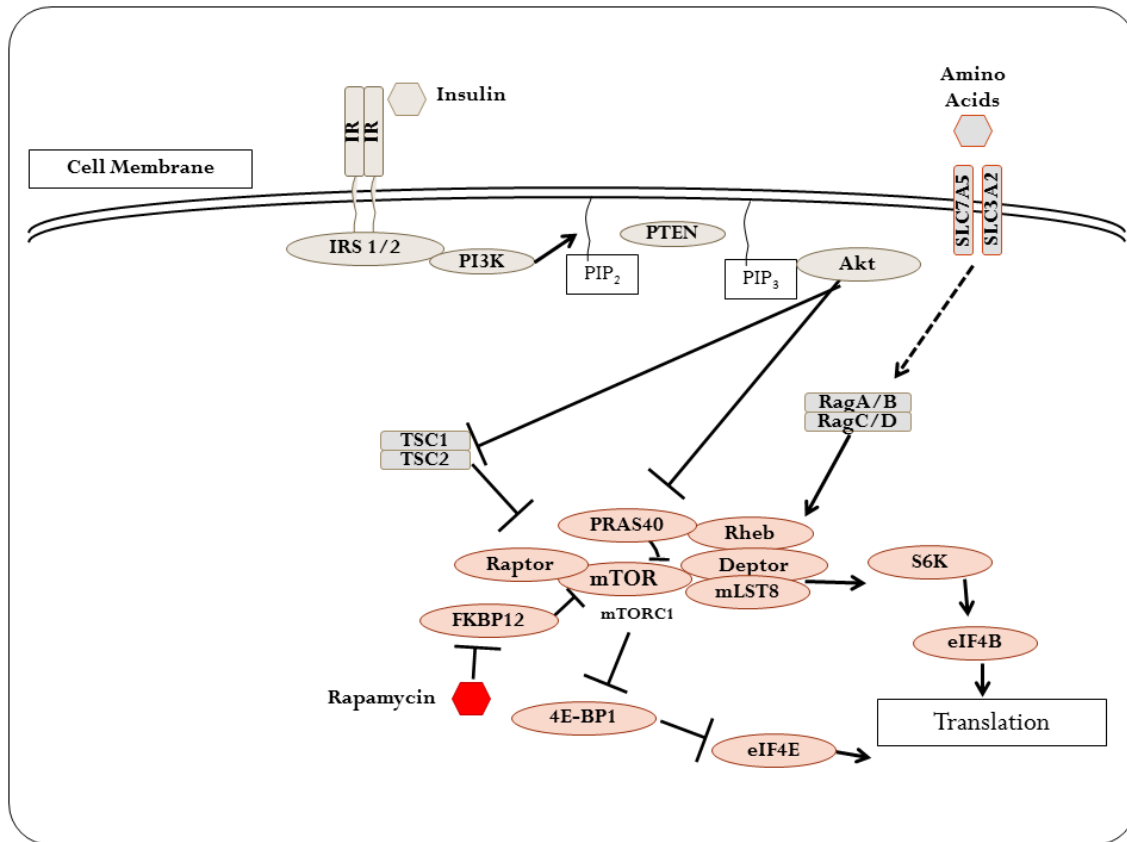 Amino
Acids
Insulin
IR
IR
Cell Membrane
SLC7A5
SLC3A2
IRS 1/2
PI3K
PIP2
PTEN
PIP3
Akt
RagA/B
RagC/D
TSC1
TSC2
PRAS40
Rheb
Raptor
mTOR
Deptor
mLST8
S6K
mTORC1
FKBP12
eIF4B
Rapamycin
4E-BP1
Translation
eIF4E